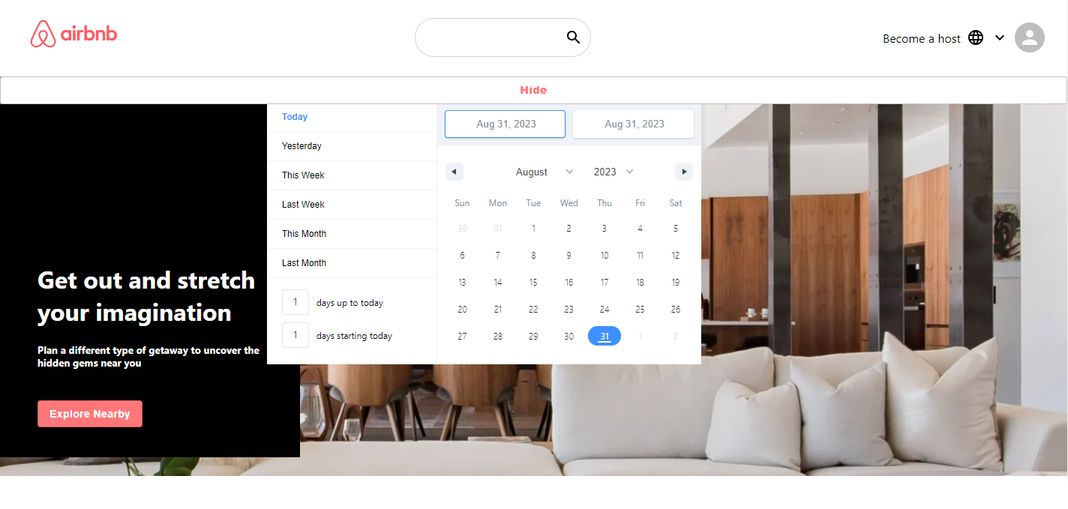 airbnb
Become a host
Hide
Today
Yesterday
This Week
Last Week
This Month
Last Month
1 days up to today
1 days starting today
Aug 31, 2023 Aug 31, 2023
August 2023
Sun Mon Tue Wed Thu Fri Sat
30 31 1 2 3 4 5
6 7 8 9 10 11 12
13 14 15 16 17 18 19
20 21 22 23 24 25 26
27 28 29 30 31 1 2
Get out and stretch
your imagination
Plan a different type of getaway to uncover the
hidden gems near you
Explore Nearby